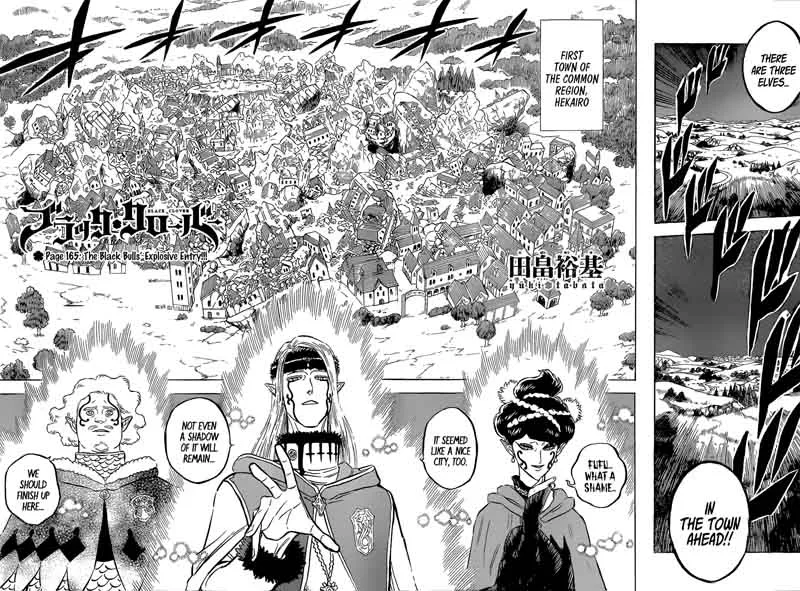 THERE
ARE THREE
ELVES...
IN
THE TOWN
AHEAD!!
FIRST
TOWN OF
THE COMMON
REGION,
HEKAIRO
BLACK CLOVER
ブラッククローバー
Page 165: The Black Bulls' Explosive Entry!!!
田畠裕基
yuki tabata
FUFU...
WHAT A
SHAME...
IT SEEMED
LIKE A NICE
CITY, TOO.
NOT EVEN
A SHADOW
OF IT WILL
REMAIN...
WE
SHOULD
FINISH UP
HERE...